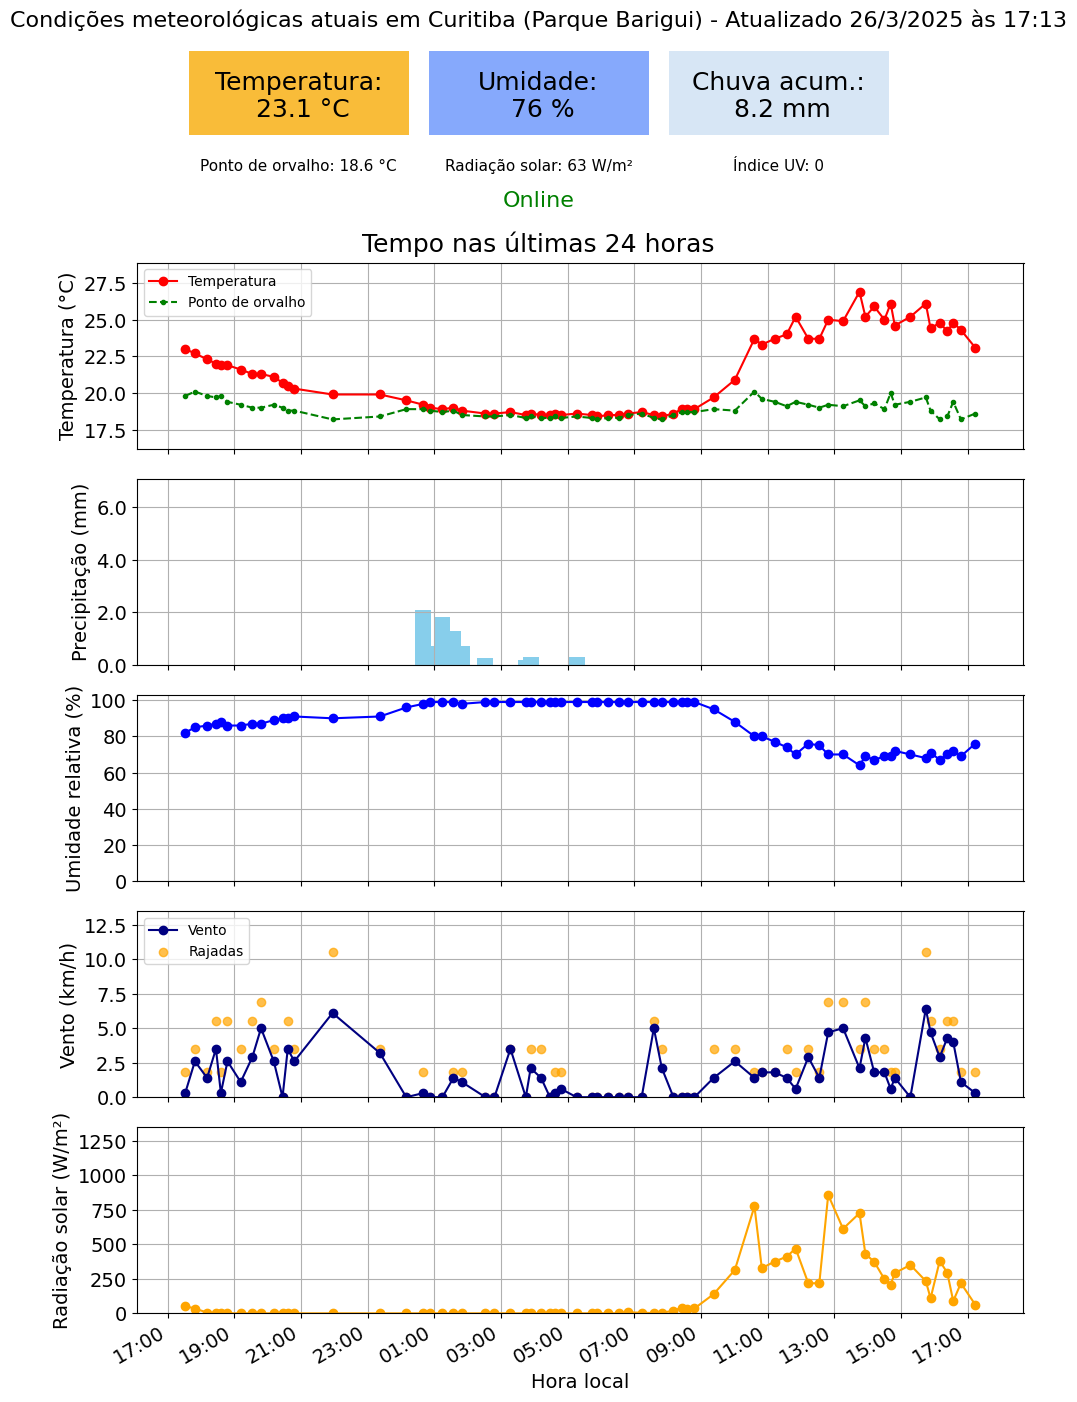 Condições meteorológicas atuais em Curitiba (Parque Barigui) - Atualizado 26/3/2025 às 17:13
Temperatura:
23.1 °C
Umidade:
76 %
Chuva acum.:
8.2 mm
Ponto de orvalho: 18.6 °C
Radiação solar: 63 W/m²
Índice UV: 0
Online
Tempo nas últimas 24 horas
Temperatura (°C)
27.5
25.0
22.5
20.0
17.5
Temperatura
Ponto de orvalho
Precipitação (mm)
6.0
4.0
2.0
0.0
Umidade relativa (%)
100
80
60
40
20
0
Vento (km/h)
12.5
10.0
7.5
5.0
2.5
0.0
Vento
Rajadas
Radiação solar (W/m²)
1250
1000
750
500
250
0
17:00
19:00
21:00
23:00
01:00
03:00
05:00
07:00
09:00
11:00
13:00
15:00
17:00
Hora local